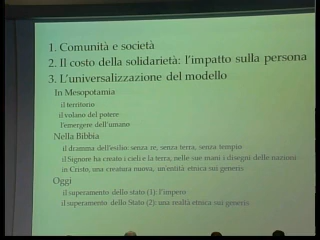 1. Comunità e società
2. Il costo della solidarietà: l'impatto sulla persona
3. L'universalizzazione del modello
In Mesopotamia
il territorio
il volano del potere
l'emergere dell'umano
Nella Bibbia
il dramma dell'esilio: senza re, senza terra, senza tempio
il Signore ha creato i cieli e la terra, nelle sue mani i disegni delle nazioni
in Cristo, una creatura nuova, un'entità etnica sui generis
Oggi
il superamento dello stato (1): l'impero
il superamento dello Stato (2): una realtà etnica sui generis